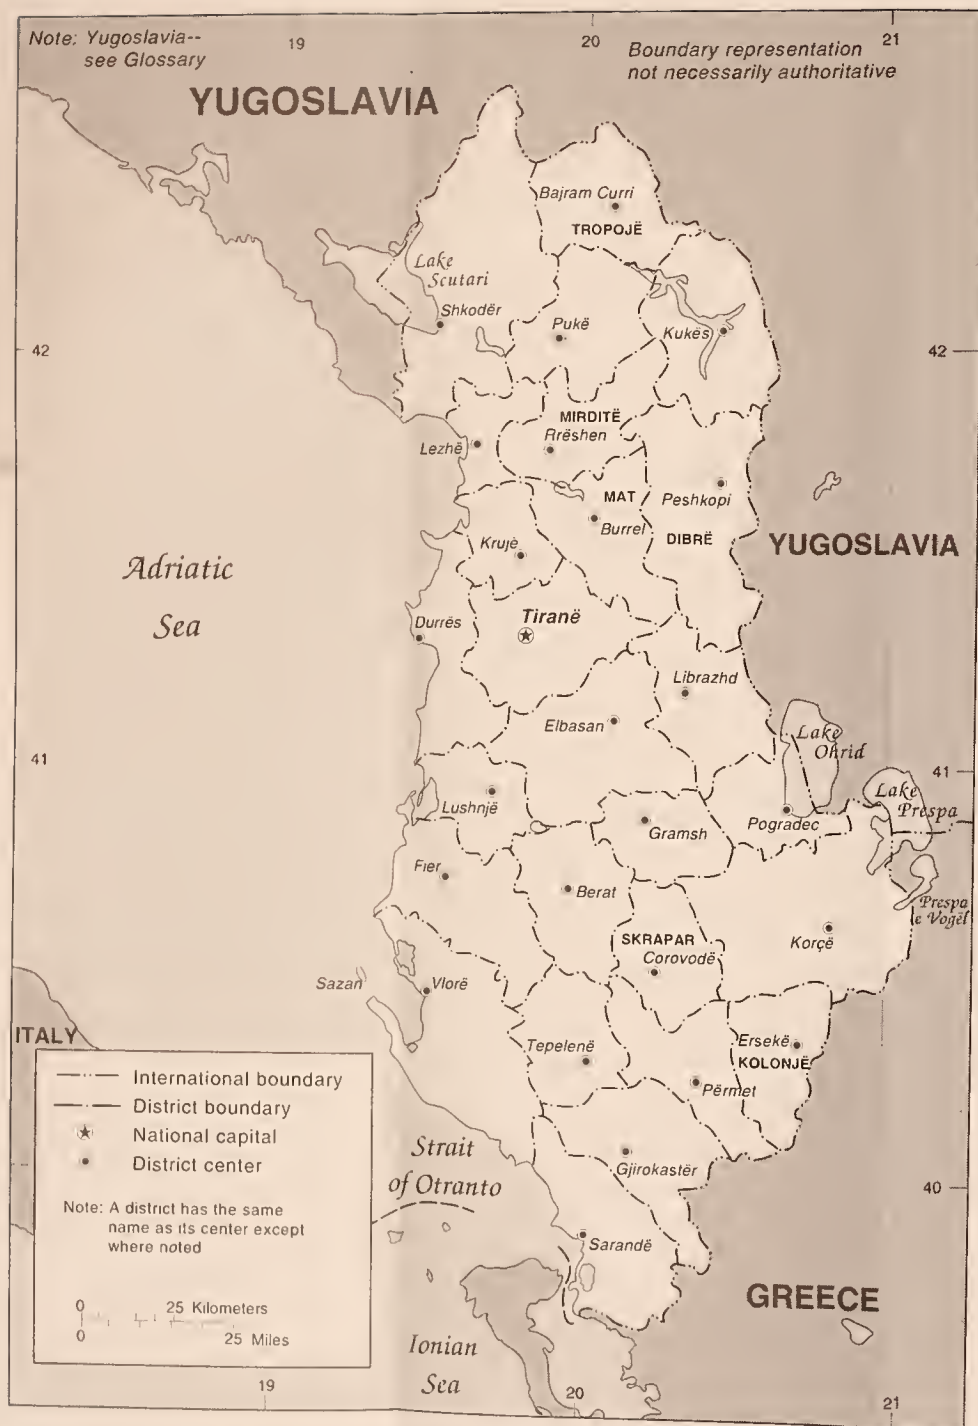 Note: Yugoslavia--
see Glossary
19
20
21
Boundary representation
not necessarily authoritative
YUGOSLAVIA
Bajram Curri
TROPOJË
Lake
Scutari
Shkodër
Pukë
Kukës
42
42
MIRDITË
Rrëshen
Lezhë
MAT
Peshkopi
Burrel
DIBRË
YUGOSLAVIA
Krujë
Adriatic
Sea
Durrës
Tiranë
Librazhd
Elbasan
Lake
Ohrid
41
41
Lake
Prespa
Lushnjë
Gramsh
Pogradec
Fier
Berat
Prespa
e Vogël
SKRAPAR
Corovodë
Korçë
Sazan
Vlorë
ITALY
Tepelenë
Ersekë
KOLONJË
Përmet
International boundary
District boundary
National capital
District center
Note: A district has the same
name as its center except
where noted
0 25 Kilometers
0 25 Miles
Strait
of Otranto
Gjirokastër
40
Sarandë
GREECE
Ionian
Sea
19
20
21